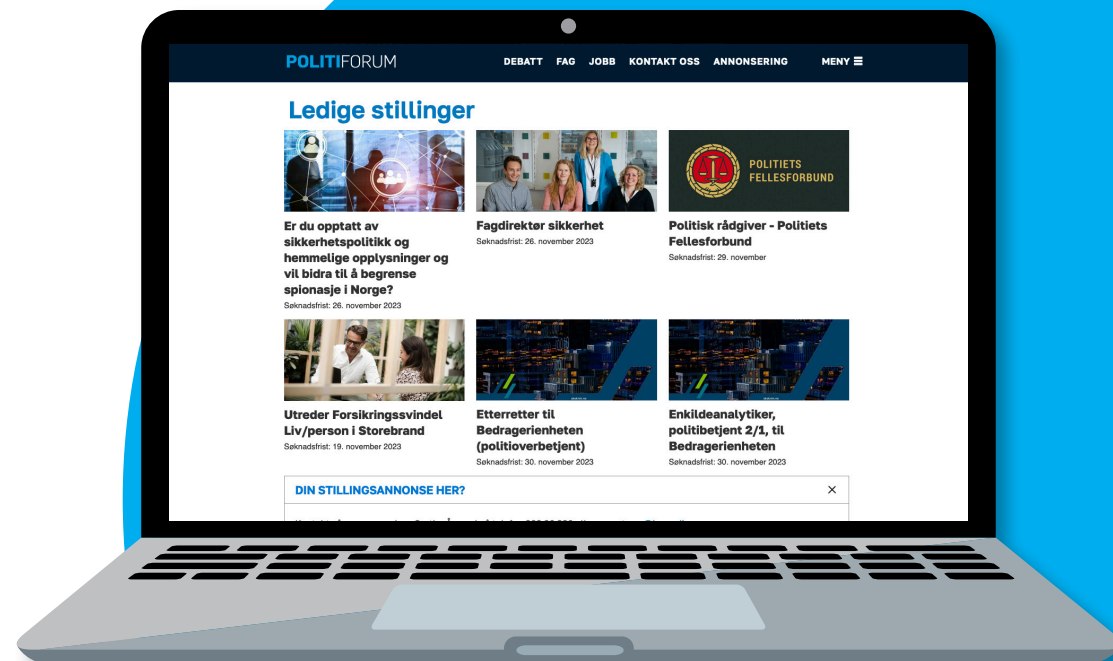 POLITIFORUM
DEBATT FAG JOBB KONTAKT OSS ANNONSERING MENY
Ledige stillinger
Er du opptatt av
sikkerhetspolitikk og
hemmelige opplysninger og
vil bidra til å begrense
spionasje i Norge?
Søknadsfrist: 26. november 2023
Fagdirektør sikkerhet
Søknadsfrist: 26. november 2023
POLITIETS
FELLESFORBUND
Politisk rådgiver - Politiets
Fellesforbund
Søknadsfrist: 29. november
Utreder Forsikringssvindel
Liv/person i Storebrand
Søknadsfrist: 19. november 2023
Etterretter til
Bedragerienheten
(politioverbetjent)
Søknadsfrist: 30. november 2023
Enkildeanalytiker,
politibetjent 2/1, til
Bedragerienheten
Søknadsfrist: 30. november 2023
DIN STILLINGSANNONSE HER?